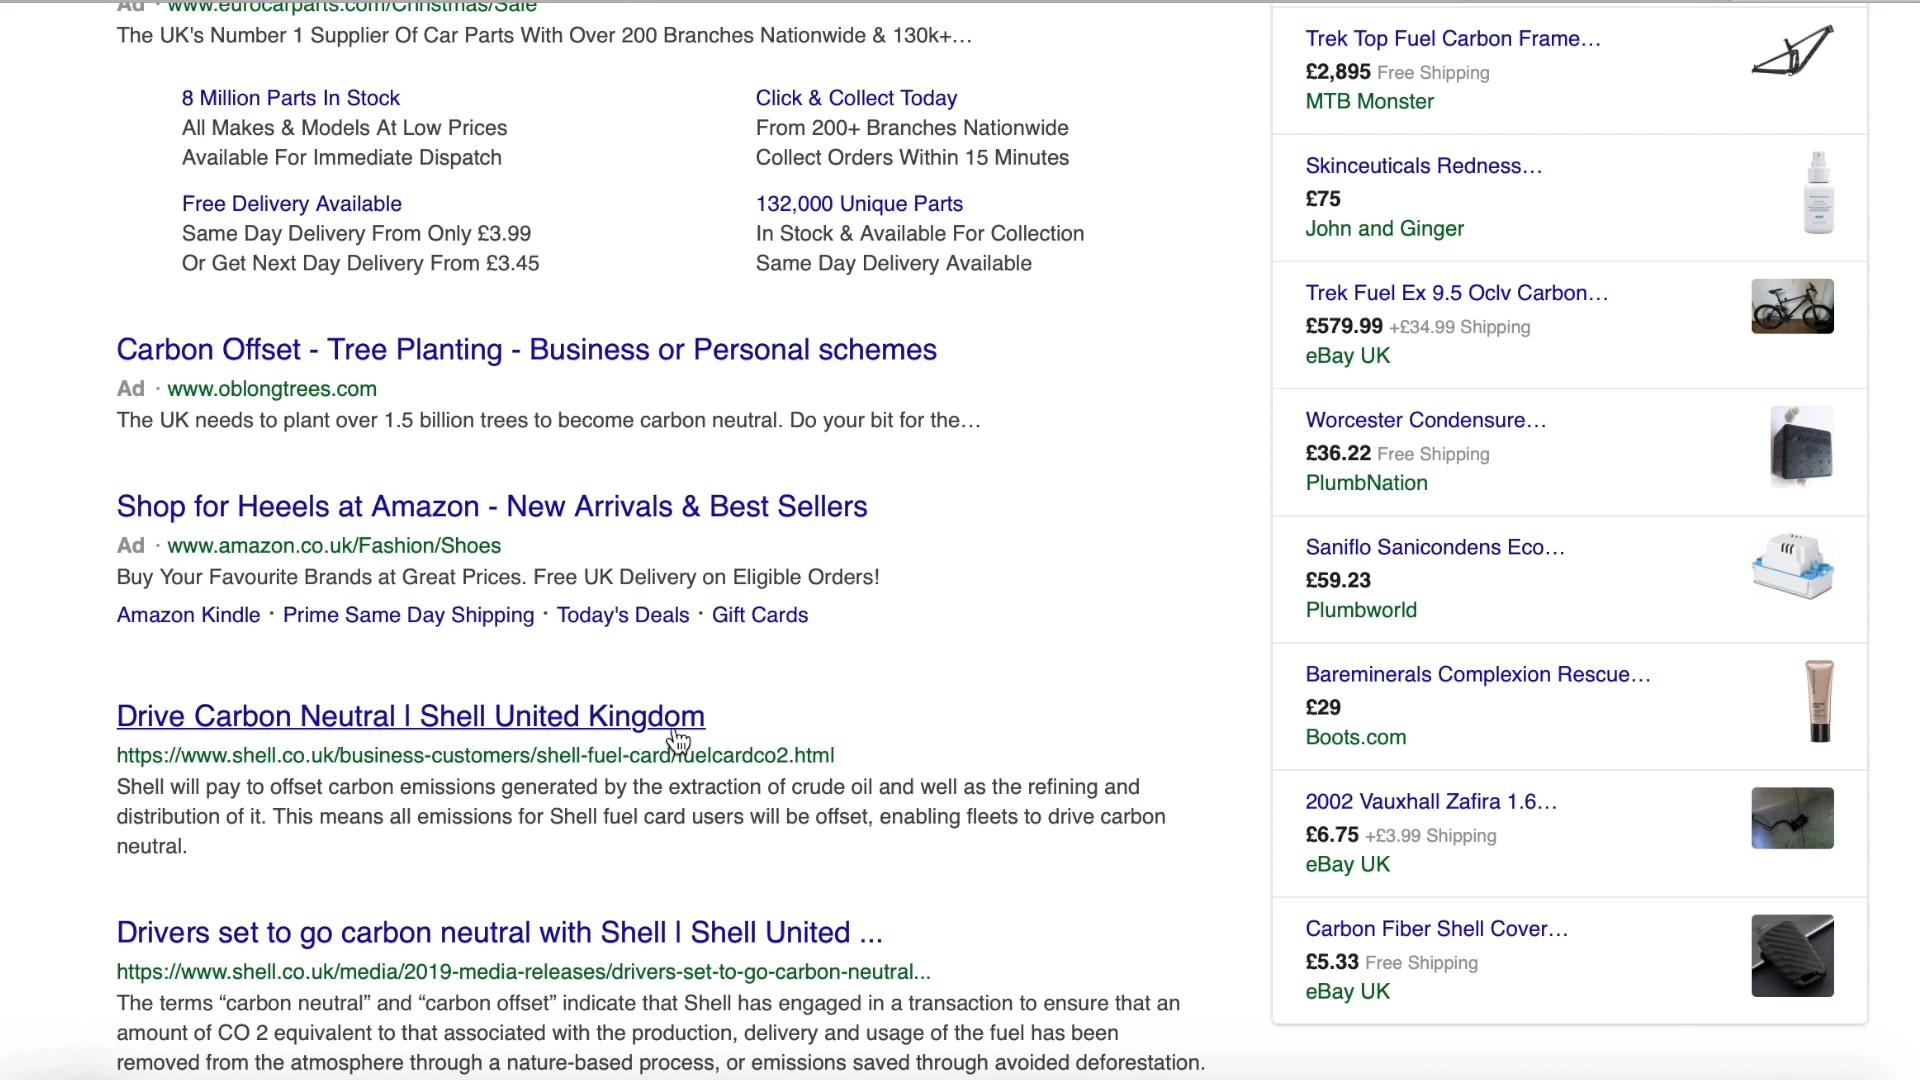 Ad · www.eurocarparts.com/Christmas/Sale
The UK's Number 1 Supplier Of Car Parts With Over 200 Branches Nationwide & 130k+...
8 Million Parts In Stock
All Makes & Models At Low Prices
Available For Immediate Dispatch
Click & Collect Today
From 200+ Branches Nationwide
Collect Orders Within 15 Minutes
Free Delivery Available
Same Day Delivery From Only £3.99
Or Get Next Day Delivery From £3.45
132,000 Unique Parts
In Stock & Available For Collection
Same Day Delivery Available
Carbon Offset - Tree Planting - Business or Personal schemes
Ad · www.oblongtrees.com
The UK needs to plant over 1.5 billion trees to become carbon neutral. Do your bit for the...
Shop for Heeels at Amazon - New Arrivals & Best Sellers
Ad · www.amazon.co.uk/Fashion/Shoes
Buy Your Favourite Brands at Great Prices. Free UK Delivery on Eligible Orders!
Amazon Kindle · Prime Same Day Shipping · Today's Deals · Gift Cards
Drive Carbon Neutral | Shell United Kingdom
https://www.shell.co.uk/business-customers/shell-fuel-card/fuelcardco2.html
Shell will pay to offset carbon emissions generated by the extraction of crude oil and well as the refining and
distribution of it. This means all emissions for Shell fuel card users will be offset, enabling fleets to drive carbon
neutral.
Drivers set to go carbon neutral with Shell | Shell United ...
https://www.shell.co.uk/media/2019-media-releases/drivers-set-to-go-carbon-neutral...
The terms “carbon neutral” and “carbon offset” indicate that Shell has engaged in a transaction to ensure that an
amount of CO 2 equivalent to that associated with the production, delivery and usage of the fuel has been
removed from the atmosphere through a nature-based process, or emissions saved through avoided deforestation.
Trek Top Fuel Carbon Frame...
£2,895 Free Shipping
MTB Monster
Skinceuticals Redness...
£75
John and Ginger
Trek Fuel Ex 9.5 Oclv Carbon...
£579.99 +£34.99 Shipping
eBay UK
Worcester Condensure...
£36.22 Free Shipping
PlumbNation
Saniflo Sanicondens Eco...
£59.23
Plumbworld
Bareminerals Complexion Rescue...
£29
Boots.com
2002 Vauxhall Zafira 1.6...
£6.75 +£3.99 Shipping
eBay UK
Carbon Fiber Shell Cover...
£5.33 Free Shipping
eBay UK